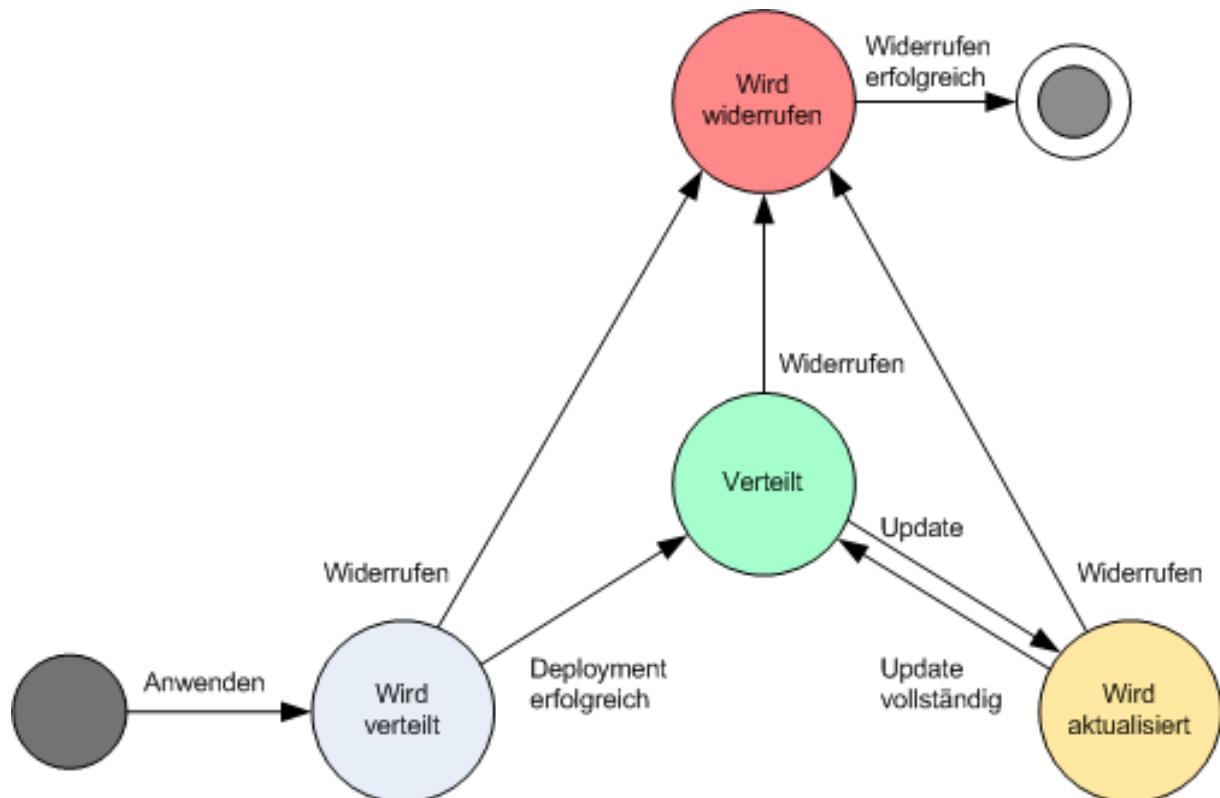 Wird
widerrufen
Widerrufen
erfolgreich
Widerrufen
Verteilt
Update
Widerrufen
Widerrufen
Anwenden
Wird
verteilt
Deployment
erfolgreich
Update
vollständig
Wird
aktualisiert